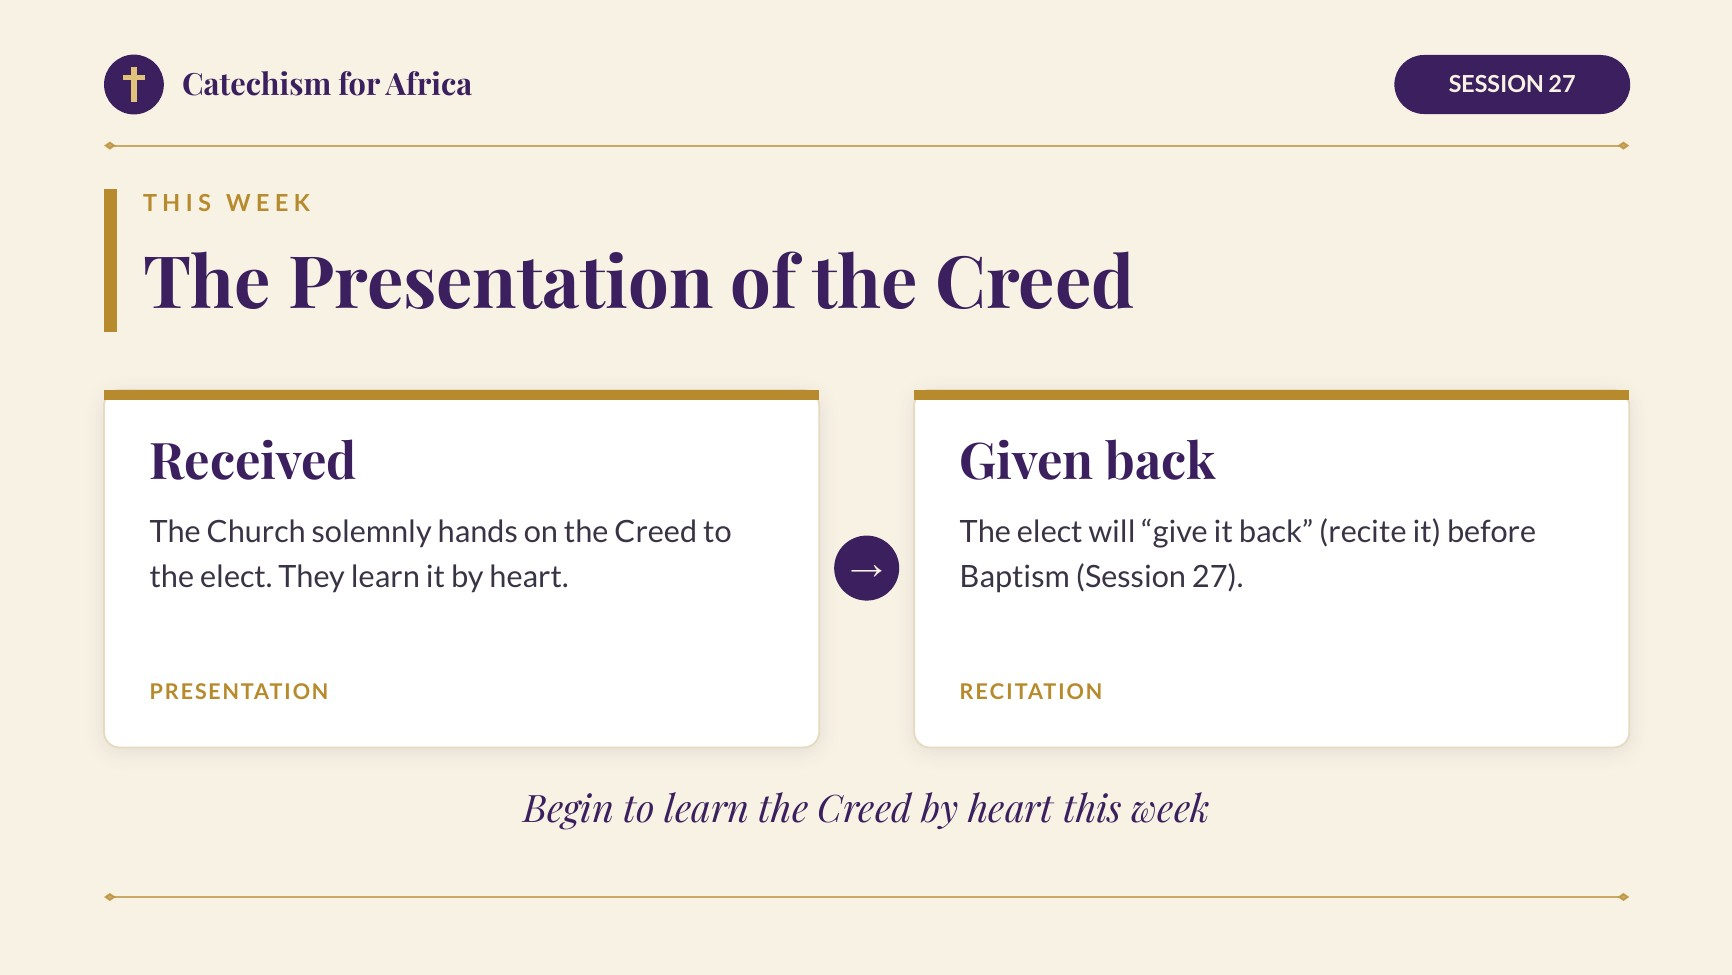 Catechism for Africa
SESSION 27
THIS WEEK
The Presentation of the Creed
Received
The Church solemnly hands on the Creed to
the elect. They learn it by heart.
PRESENTATION
→
Given back
The elect will “give it back” (recite it) before
Baptism (Session 27).
RECITATION
Begin to learn the Creed by heart this week